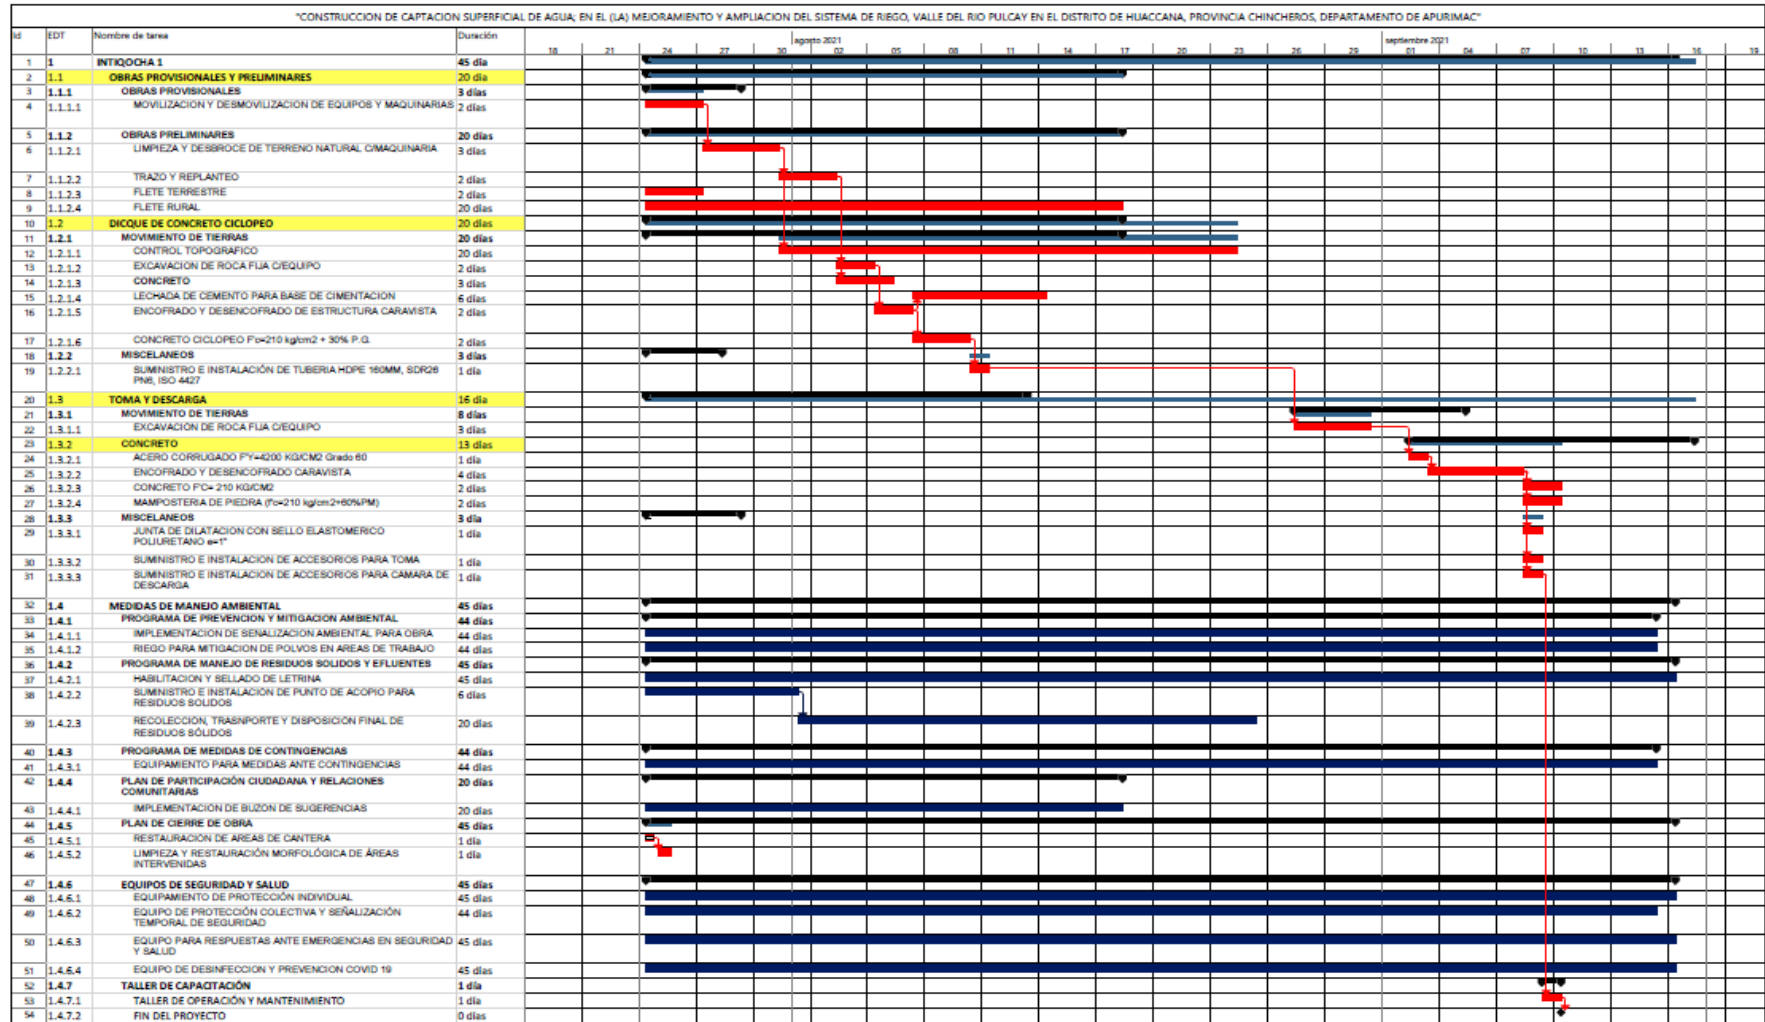 "CONSTRUCCION DE CAPTACION SUPERFICIAL DE AGUA; EN EL (LA) MEJORAMIENTO Y AMPLIACION DEL SISTEMA DE RIEGO, VALLE DEL RIO PULCAY EN EL DISTRITO DE HUACCANA, PROVINCIA CHINCHEROS, DEPARTAMENTO DE APURIMAC"
Id EDT Nombre de tarea Duración agosto 2021 septiembre 2021
18 21 24 27 30 02 05 08 11 14 17 20 23 26 29 01 04 07 10 13 16 19
1 1 INTIQOCHA 1 45 dia
2 1.1 OBRAS PROVISIONALES Y PRELIMINARES 20 dia
3 1.1.1 OBRAS PROVISIONALES 3 días
4 1.1.1.1 MOVILIZACION Y DESMOVILIZACION DE EQUIPOS Y MAQUINARIAS 2 días
5 1.1.2 OBRAS PRELIMINARES 20 días
6 1.1.2.1 LIMPIEZA Y DESBROCE DE TERRENO NATURAL C/MAQUINARIA 3 días
7 1.1.2.2 TRAZO Y REPLANTEO 2 días
8 1.1.2.3 FLETE TERRESTRE 2 días
9 1.1.2.4 FLETE RURAL 20 días
10 1.2 DICQUE DE CONCRETO CICLOPEO 20 días
11 1.2.1 MOVIMIENTO DE TIERRAS 20 días
12 1.2.1.1 CONTROL TOPOGRAFICO 20 días
13 1.2.1.2 EXCAVACION DE ROCA FIJA C/EQUIPO 2 días
14 1.2.1.3 CONCRETO 3 días
15 1.2.1.4 LECHADA DE CEMENTO PARA BASE DE CIMENTACION 6 días
16 1.2.1.5 ENCOFRADO Y DESENCOFRADO DE ESTRUCTURA CARAVISTA 2 días
17 1.2.1.6 CONCRETO CICLOPEO F'c=210 kg/cm2 + 30% P.G. 2 días
18 1.2.2 MISCELANEOS 3 días
19 1.2.2.1 SUMINISTRO E INSTALACIÓN DE TUBERIA HDPE 160MM, SDR26 1 día
PN6, ISO 4427
20 1.3 TOMA Y DESCARGA 16 dia
21 1.3.1 MOVIMIENTO DE TIERRAS 8 días
22 1.3.1.1 EXCAVACION DE ROCA FIJA C/EQUIPO 3 días
23 1.3.2 CONCRETO 13 días
24 1.3.2.1 ACERO CORRUGADO F'Y=4200 KG/CM2 Grado 60 1 día
25 1.3.2.2 ENCOFRADO Y DESENCOFRADO CARAVISTA 4 días
26 1.3.2.3 CONCRETO F'C= 210 KG/CM2 2 días
27 1.3.2.4 MAMPOSTERIA DE PIEDRA (f'c=210 kg/cm2+60%PM) 2 días
28 1.3.3 MISCELANEOS 3 dia
29 1.3.3.1 JUNTA DE DILATACION CON SELLO ELASTOMERICO 1 día
POLIURETANO e=1"
30 1.3.3.2 SUMINISTRO E INSTALACION DE ACCESORIOS PARA TOMA 1 día
31 1.3.3.3 SUMINISTRO E INSTALACION DE ACCESORIOS PARA CAMARA DE 1 día
DESCARGA
32 1.4 MEDIDAS DE MANEJO AMBIENTAL 45 días
33 1.4.1 PROGRAMA DE PREVENCION Y MITIGACION AMBIENTAL 44 días
34 1.4.1.1 IMPLEMENTACION DE SENALIZACION AMBIENTAL PARA OBRA 44 días
35 1.4.1.2 RIEGO PARA MITIGACION DE POLVOS EN AREAS DE TRABAJO 44 días
36 1.4.2 PROGRAMA DE MANEJO DE RESIDUOS SOLIDOS Y EFLUENTES 45 días
37 1.4.2.1 HABILITACION Y SELLADO DE LETRINA 45 días
38 1.4.2.2 SUMINISTRO E INSTALACION DE PUNTO DE ACOPIO PARA 6 días
RESIDUOS SOLIDOS
39 1.4.2.3 RECOLECCION, TRASNPORTE Y DISPOSICION FINAL DE 20 días
RESIDUOS SÓLIDOS
40 1.4.3 PROGRAMA DE MEDIDAS DE CONTINGENCIAS 44 días
41 1.4.3.1 EQUIPAMIENTO PARA MEDIDAS ANTE CONTINGENCIAS 44 días
42 1.4.4 PLAN DE PARTICIPACIÓN CIUDADANA Y RELACIONES 20 días
COMUNITARIAS
43 1.4.4.1 IMPLEMENTACION DE BUZON DE SUGERENCIAS 20 días
44 1.4.5 PLAN DE CIERRE DE OBRA 45 días
45 1.4.5.1 RESTAURACION DE AREAS DE CANTERA 1 día
46 1.4.5.2 LIMPIEZA Y RESTAURACIÓN MORFOLÓGICA DE ÁREAS 1 día
INTERVENIDAS
47 1.4.6 EQUIPOS DE SEGURIDAD Y SALUD 45 días
48 1.4.6.1 EQUIPAMIENTO DE PROTECCIÓN INDIVIDUAL 45 días
49 1.4.6.2 EQUIPO DE PROTECCIÓN COLECTIVA Y SEÑALIZACIÓN 44 días
TEMPORAL DE SEGURIDAD
50 1.4.6.3 EQUIPO PARA RESPUESTAS ANTE EMERGENCIAS EN SEGURIDAD 45 días
Y SALUD
51 1.4.6.4 EQUIPO DE DESINFECCION Y PREVENCION COVID 19 45 días
52 1.4.7 TALLER DE CAPACITACIÓN 1 día
53 1.4.7.1 TALLER DE OPERACIÓN Y MANTENIMIENTO 1 día
54 1.4.7.2 FIN DEL PROYECTO 0 días